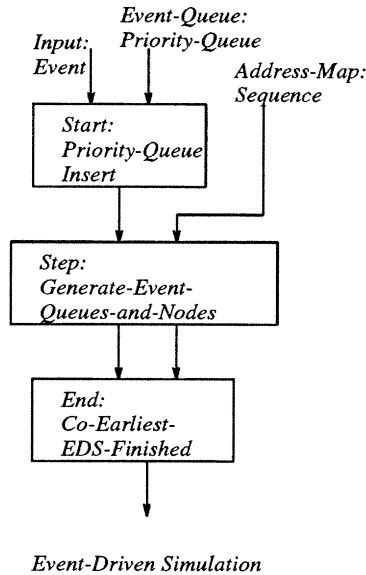 Event-Queue:
Input: Priority-Queue
Event
Address-Map:
Sequence
Start:
Priority-Queue
Insert
Step:
Generate-Event-
Queues-and-Nodes
End:
Co-Earliest-
EDS-Finished
Event-Driven Simulation